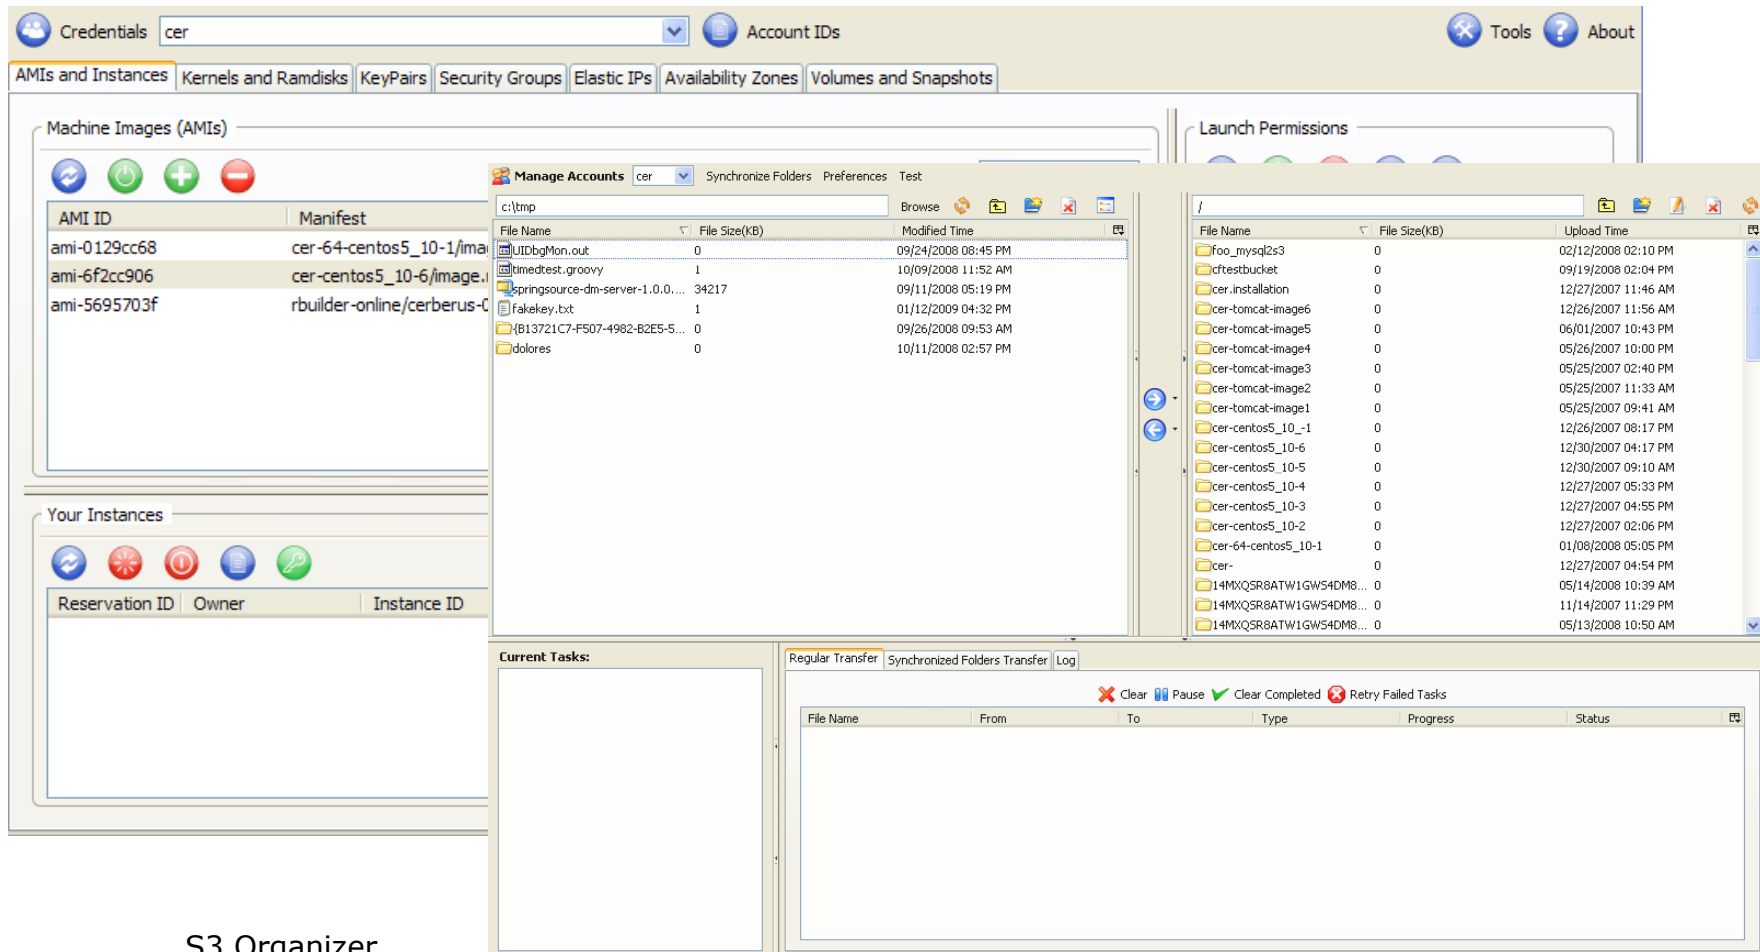 Credentials cer Account IDs Tools About
AMIs and Instances Kernels and Ramdisks KeyPairs Security Groups Elastic IPs Availability Zones Volumes and Snapshots
Machine Images (AMIs)
AMI ID Manifest
ami-0129cc68 cer-64-centos5_10-1/imag
ami-6f2cc906 cer-centos5_10-6/image.
ami-5695703f rbuilder-online/cerberus-0
Your Instances
Reservation ID Owner Instance ID
Launch Permissions
Manage Accounts cer Synchronize Folders Preferences Test
c:\tmp Browse
File Name File Size(KB) Modified Time
UIDbgMon.out 0 09/24/2008 08:45 PM
timedtest.groovy 1 10/09/2008 11:52 AM
springsource-dm-server-1.0.0.... 34217 09/11/2008 05:19 PM
fakekey.txt 1 01/12/2009 04:32 PM
{B13721C7-F507-4982-B2E5-5... 0 09/26/2008 09:53 AM
dolores 0 10/11/2008 02:57 PM
/
File Name File Size(KB) Upload Time
foo_mysql2s3 0 02/12/2008 02:10 PM
cftestbucket 0 09/19/2008 02:04 PM
cer.installation 0 12/27/2007 11:46 AM
cer-tomcat-image6 0 12/26/2007 11:56 AM
cer-tomcat-image5 0 06/01/2007 10:43 PM
cer-tomcat-image4 0 05/26/2007 10:00 PM
cer-tomcat-image3 0 05/25/2007 02:40 PM
cer-tomcat-image2 0 05/25/2007 11:33 AM
cer-tomcat-image1 0 05/25/2007 09:41 AM
cer-centos5_10_-1 0 12/26/2007 08:17 PM
cer-centos5_10-6 0 12/30/2007 04:17 PM
cer-centos5_10-5 0 12/30/2007 09:10 AM
cer-centos5_10-4 0 12/27/2007 05:33 PM
cer-centos5_10-3 0 12/27/2007 04:55 PM
cer-centos5_10-2 0 12/27/2007 02:06 PM
cer-64-centos5_10-1 0 01/08/2008 05:05 PM
cer- 0 12/27/2007 04:54 PM
14MXQSR8ATW1GWS4DM8... 0 05/14/2008 10:39 AM
14MXQSR8ATW1GWS4DM8... 0 11/14/2007 11:29 PM
14MXQSR8ATW1GWS4DM8... 0 05/13/2008 10:50 AM
Current Tasks:
Regular Transfer Synchronized Folders Transfer Log
Clear Pause Clear Completed Retry Failed Tasks
File Name From To Type Progress Status
S3 Organizer